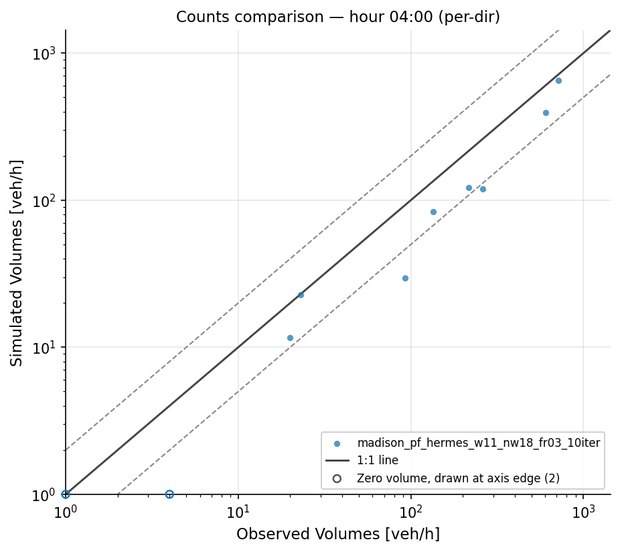 Counts comparison — hour 04:00 (per-dir)
Simulated Volumes [veh/h]
10³
10²
10¹
10⁰
madison_pf_hermes_w11_nw18_fr03_10iter
1:1 line
Zero volume, drawn at axis edge (2)
10⁰ 10¹ 10² 10³
Observed Volumes [veh/h]